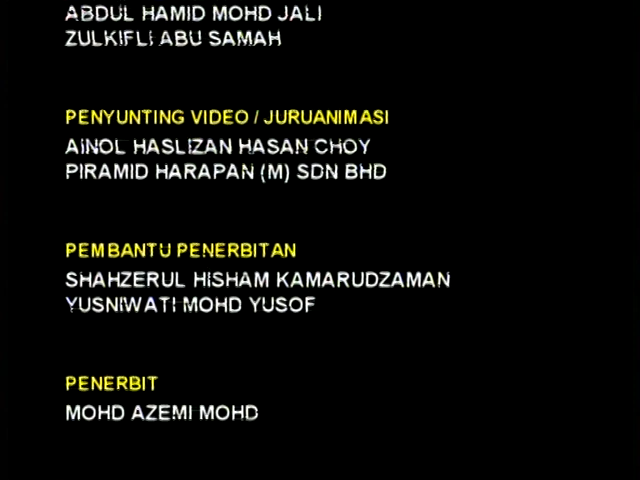 ABDUL HAMID MOHD JALI
ZULKIFLI ABU SAMAH
PENYUNTING VIDEO / JURUANIMASI
AINOL HASLIZAN HASAN CHOY
PIRAMID HARAPAN (M) SDN BHD
PEMBANTU PENERBITAN
SHAHZERUL HISHAM KAMARUDZAMAN
YUSNIWATI MOHD YUSOF
PENERBIT
MOHD AZEMI MOHD